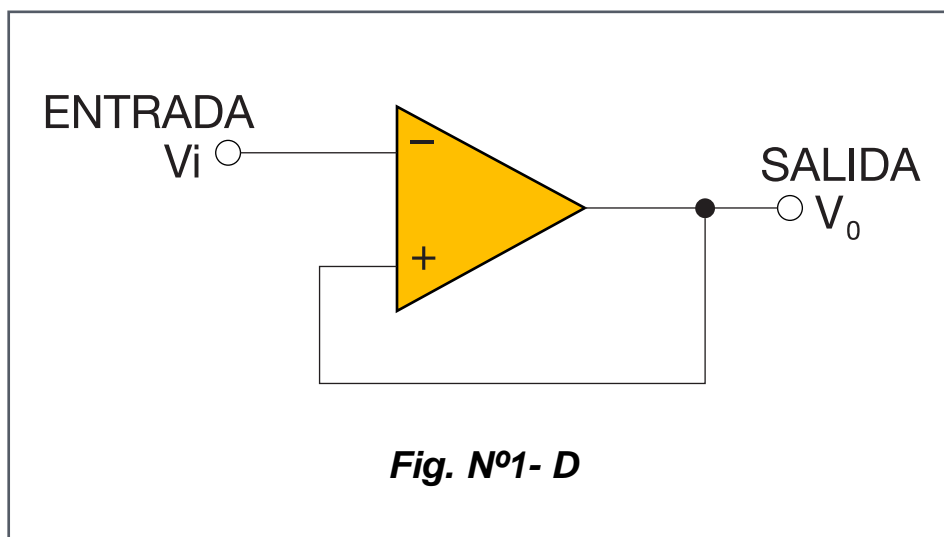 ENTRADA
Vi
−
+
SALIDA
V₀
Fig. Nº1- D